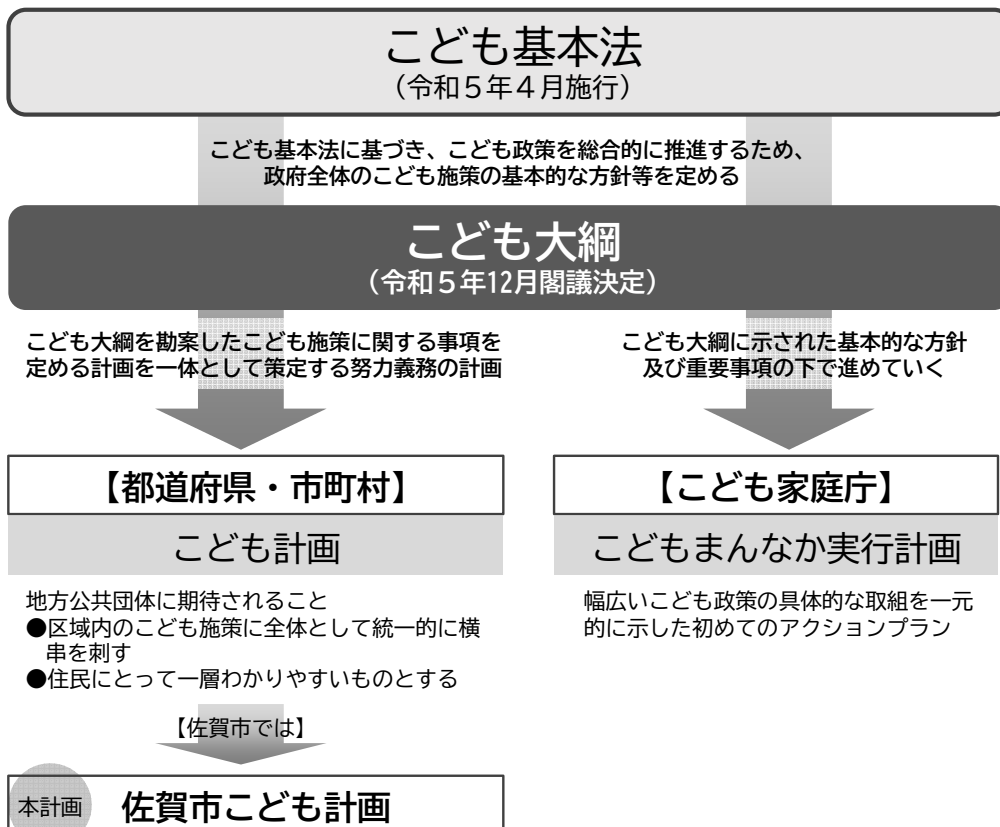 こども基本法
（令和５年４月施行）
こども基本法に基づき、こども政策を総合的に推進するため、
政府全体のこども施策の基本的な方針等を定める
こども大綱
（令和５年12月閣議決定）
こども大綱を勘案したこども施策に関する事項を
定める計画を一体として策定する努力義務の計画
こども大綱に示された基本的な方針
及び重要事項の下で進めていく
【都道府県・市町村】
こども計画
地方公共団体に期待されること
●区域内のこども施策に全体として統一的に横
串を刺す
●住民にとって一層わかりやすいものとする
【こども家庭庁】
こどもまんなか実行計画
幅広いこども政策の具体的な取組を一元
的に示した初めてのアクションプラン
【佐賀市では】
本計画 佐賀市こども計画